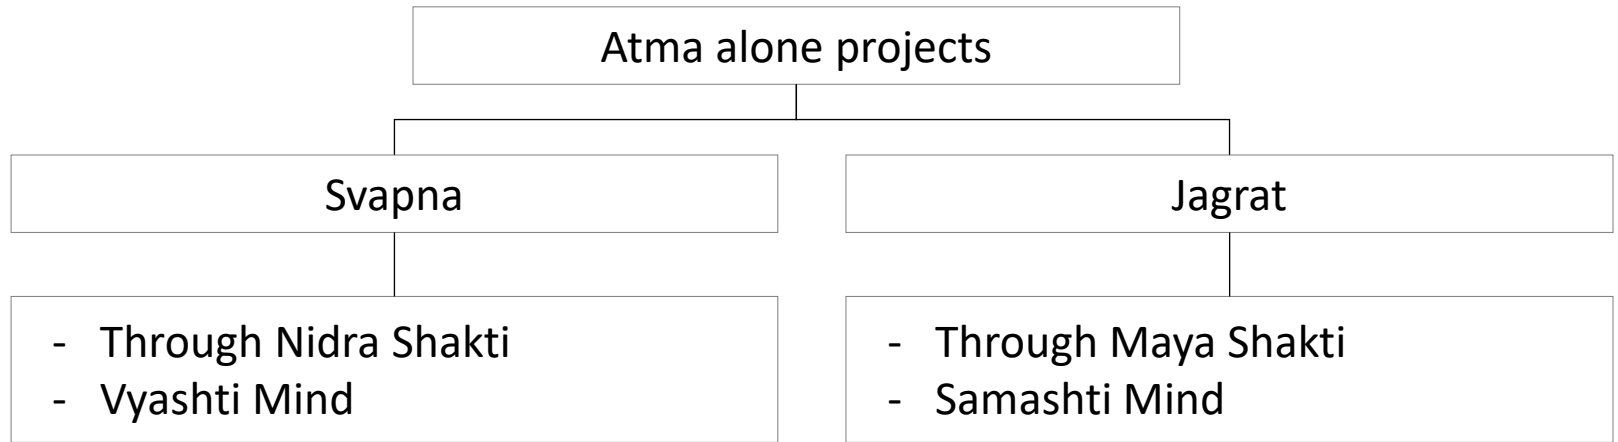 Atma alone projects
Svapna
Jagrat
- Through Nidra Shakti
- Vyashti Mind
- Through Maya Shakti
- Samashti Mind